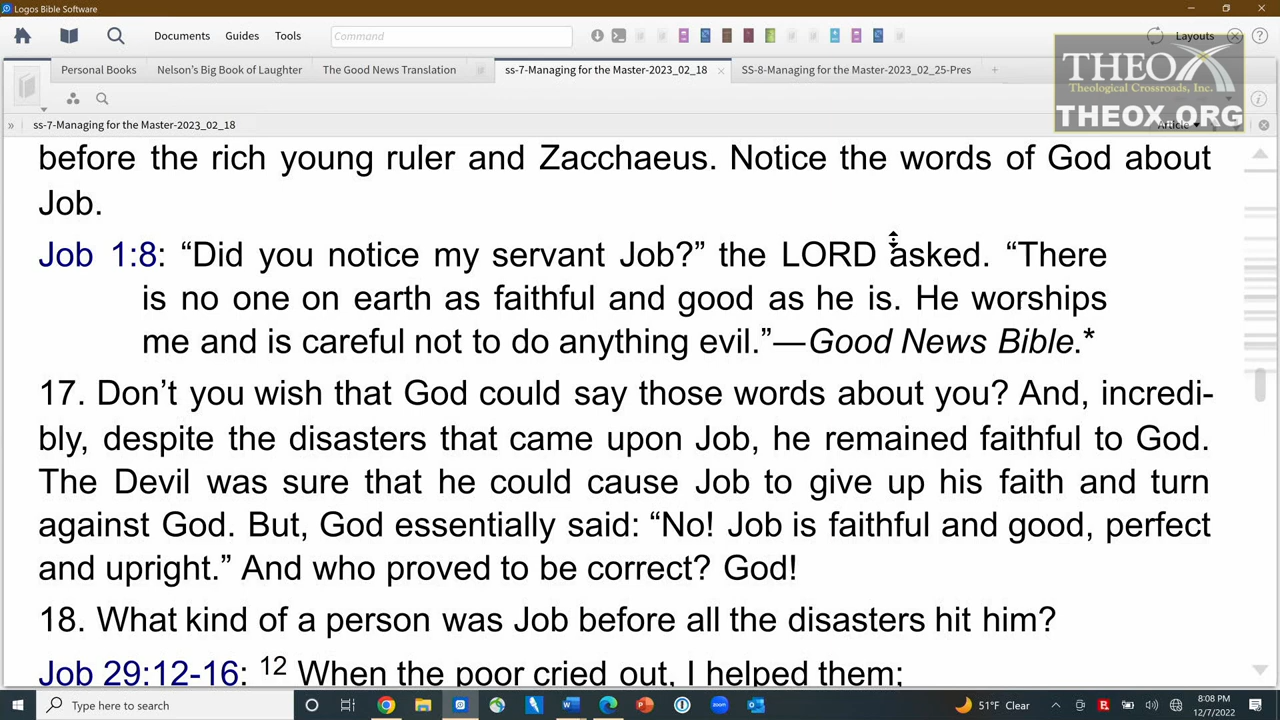 Logos Bible Software
Documents Guides Tools Command Layouts
Personal Books Nelson's Big Book of Laughter The Good News Translation ss-7-Managing for the Master-2023_02_18 SS-8-Managing for the Master-2023_02_25-Pres
THEOX
Theological Crossroads, Inc.
THEOX.ORG
ss-7-Managing for the Master-2023_02_18 Article
before the rich young ruler and Zacchaeus. Notice the words of God about
Job.
Job 1:8: “Did you notice my servant Job?” the LORD asked. “There
is no one on earth as faithful and good as he is. He worships
me and is careful not to do anything evil.”—Good News Bible.*
17. Don’t you wish that God could say those words about you? And, incredi-
bly, despite the disasters that came upon Job, he remained faithful to God.
The Devil was sure that he could cause Job to give up his faith and turn
against God. But, God essentially said: “No! Job is faithful and good, perfect
and upright.” And who proved to be correct? God!
18. What kind of a person was Job before all the disasters hit him?
Job 29:12-16: 12 When the poor cried out, I helped them;
Type here to search
51°F Clear
8:08 PM
12/7/2022